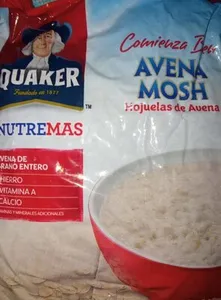 Comienza Bien
AVENA
MOSH
Hojuelas de Avena
QUAKER
Fundado en 1877
TM
NUTREMAS
AVENA DE
GRANO ENTERO
HIERRO
VITAMINA A
CALCIO